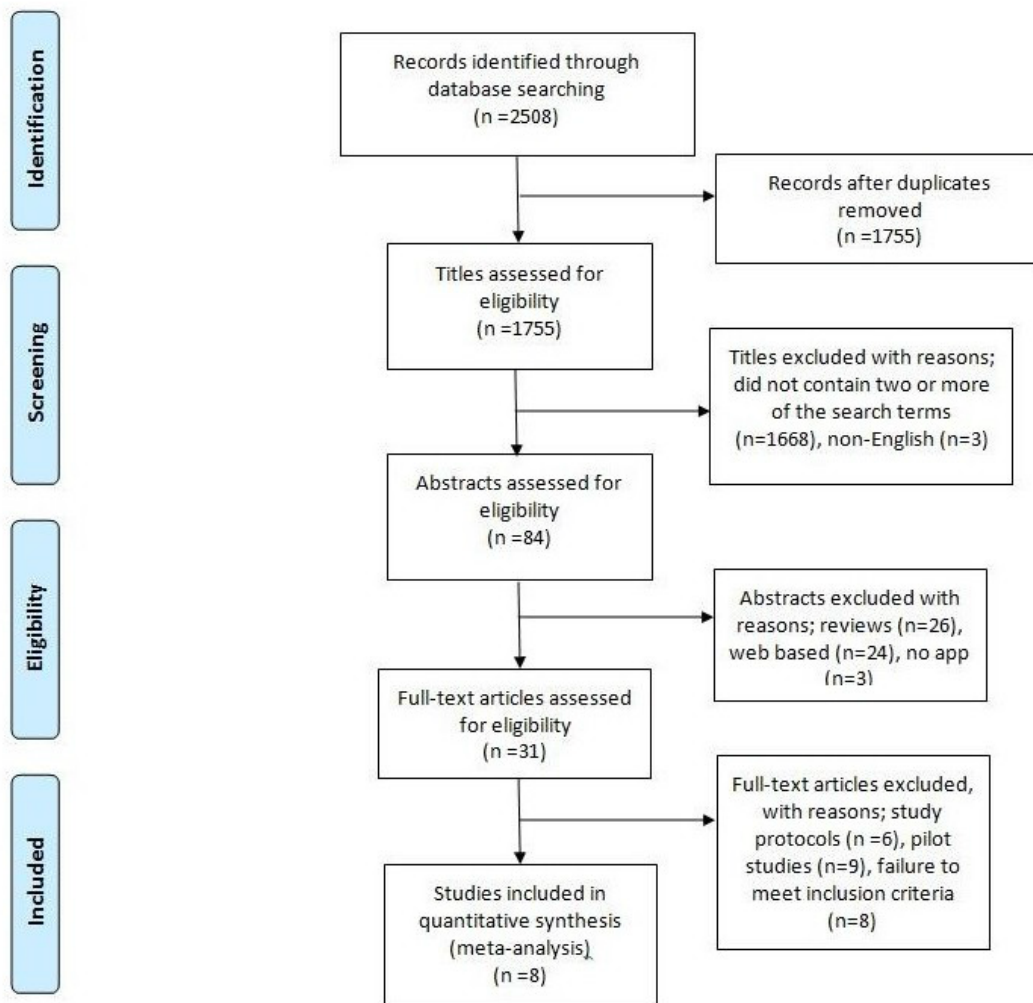 Identification
Records identified through
database searching
(n =2508)
Records after duplicates
removed
(n =1755)
Screening
Titles assessed for
eligibility
(n =1755)
Titles excluded with reasons;
did not contain two or more
of the search terms
(n=1668), non-English (n=3)
Abstracts assessed for
eligibility
(n =84)
Eligibility
Abstracts excluded with
reasons; reviews (n=26),
web based (n=24), no app
(n=3)
Full-text articles assessed
for eligibility
(n =31)
Included
Full-text articles excluded,
with reasons; study
protocols (n =6), pilot
studies (n=9), failure to
meet inclusion criteria
(n=8)
Studies included in
quantitative synthesis
(meta-analysis)
(n =8)